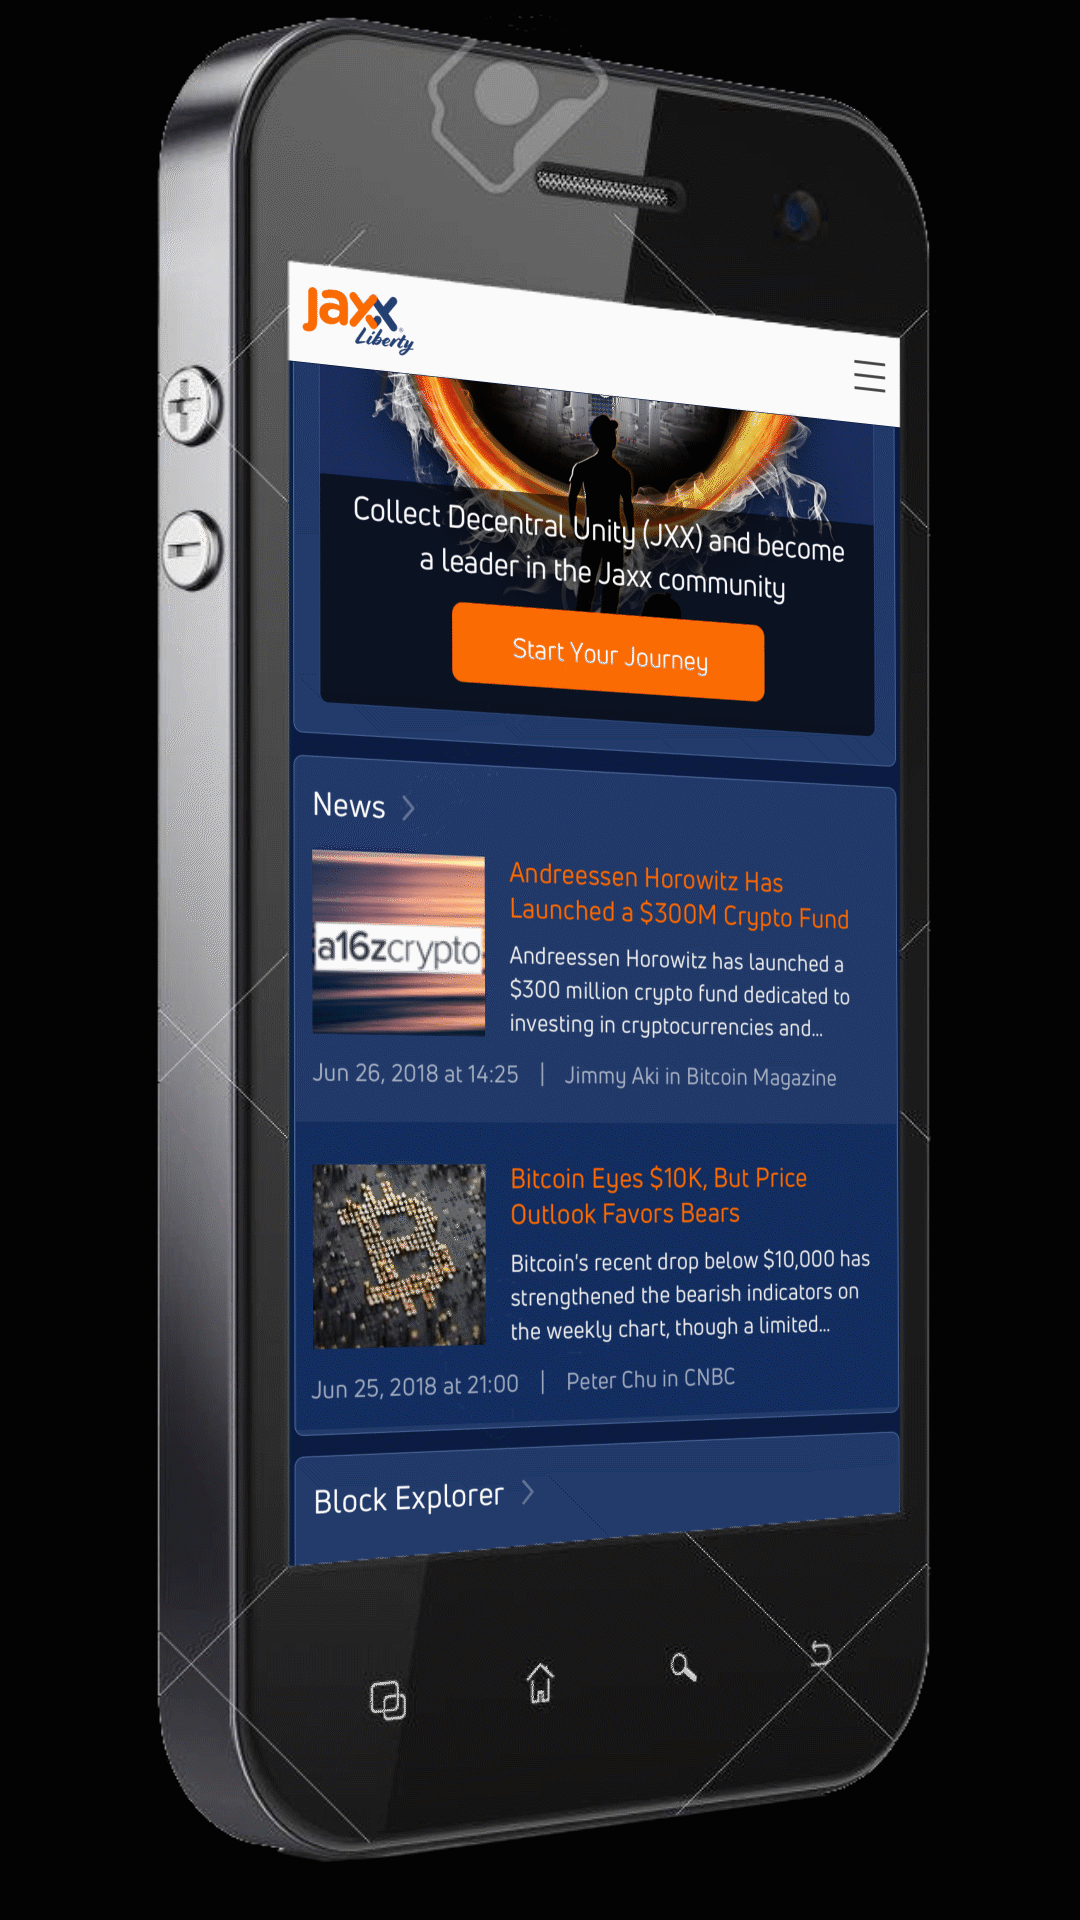 Jaxx
Liberty
Collect Decentral Unity (JXX) and become
a leader in the Jaxx community
Start Your Journey
News
a16zcrypto
Andreessen Horowitz Has
Launched a $300M Crypto Fund
Andreessen Horowitz has launched a
$300 million crypto fund dedicated to
investing in cryptocurrencies and...
Jun 26, 2018 at 14:25 | Jimmy Aki in Bitcoin Magazine
Bitcoin Eyes $10K, But Price
Outlook Favors Bears
Bitcoin's recent drop below $10,000 has
strengthened the bearish indicators on
the weekly chart, though a limited...
Jun 25, 2018 at 21:00 | Peter Chu in CNBC
Block Explorer